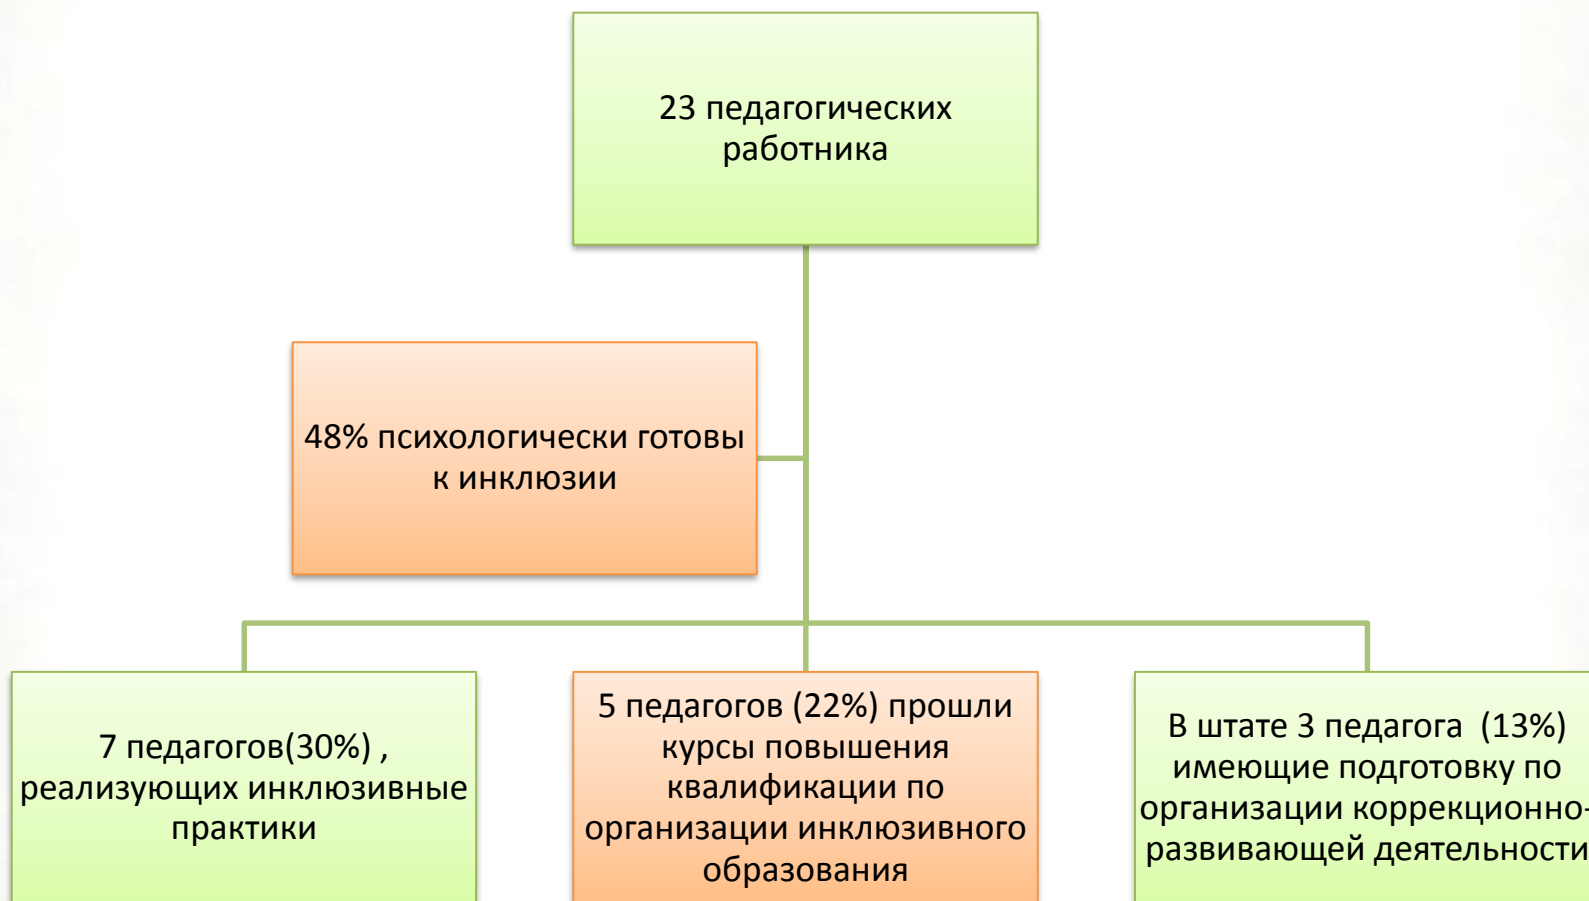 23 педагогических
работника
48% психологически готовы
к инклюзии
7 педагогов(30%) ,
реализующих инклюзивные
практики
5 педагогов (22%) прошли
курсы повышения
квалификации по
организации инклюзивного
образования
В штате 3 педагога (13%)
имеющие подготовку по
организации коррекционно-
развивающей деятельности